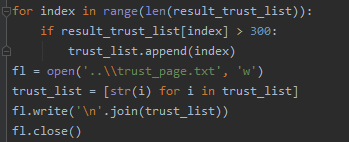 for index in range(len(result_trust_list)):
    if result_trust_list[index] > 300:
        trust_list.append(index)
fl = open('..\\trust_page.txt', 'w')
trust_list = [str(i) for i in trust_list]
fl.write('\n'.join(trust_list))
fl.close()